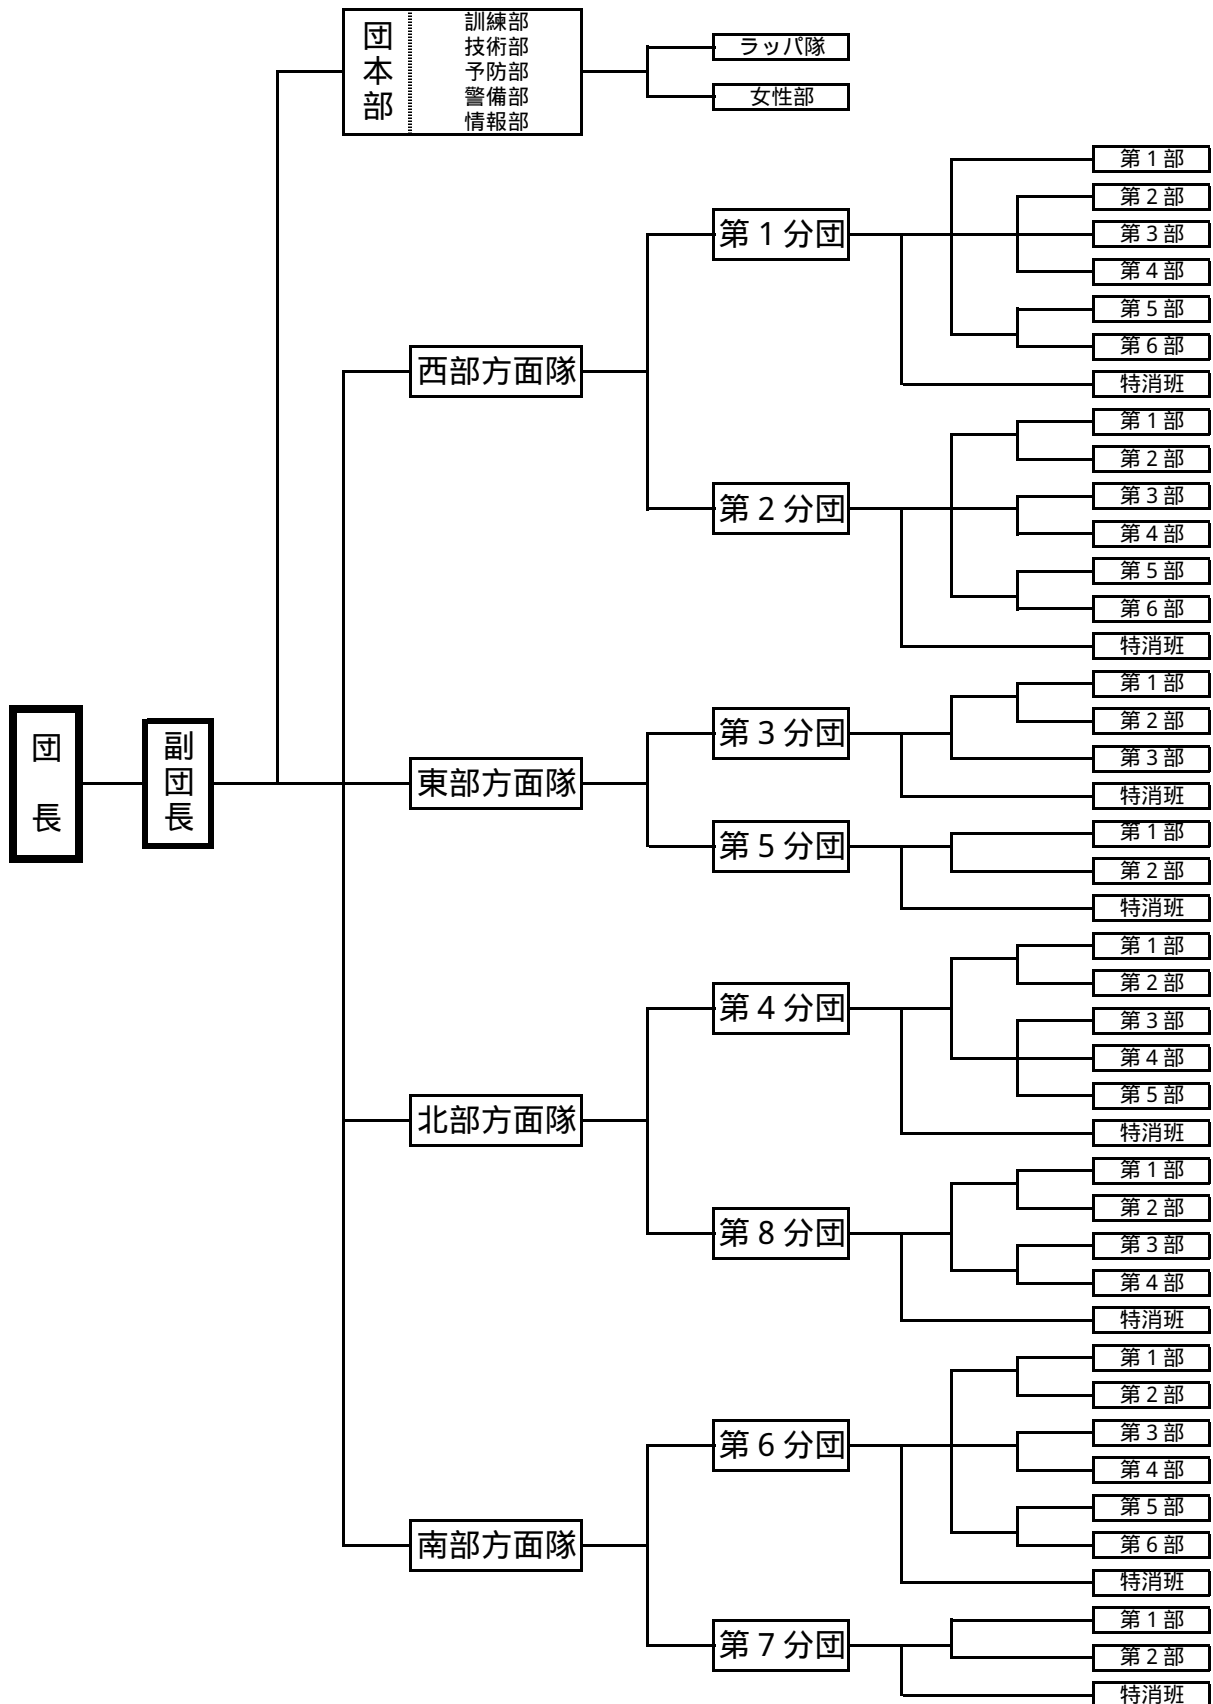 団長
副団長
団本部
訓練部
技術部
予防部
警備部
情報部
ラッパ隊
女性部
西部方面隊
第1分団
第1部
第2部
第3部
第4部
第5部
第6部
特消班
第2分団
第1部
第2部
第3部
第4部
第5部
第6部
特消班
東部方面隊
第3分団
第1部
第2部
第3部
特消班
第5分団
第1部
第2部
特消班
北部方面隊
第4分団
第1部
第2部
第3部
第4部
第5部
特消班
第8分団
第1部
第2部
第3部
第4部
特消班
南部方面隊
第6分団
第1部
第2部
第3部
第4部
第5部
第6部
特消班
第7分団
第1部
第2部
特消班